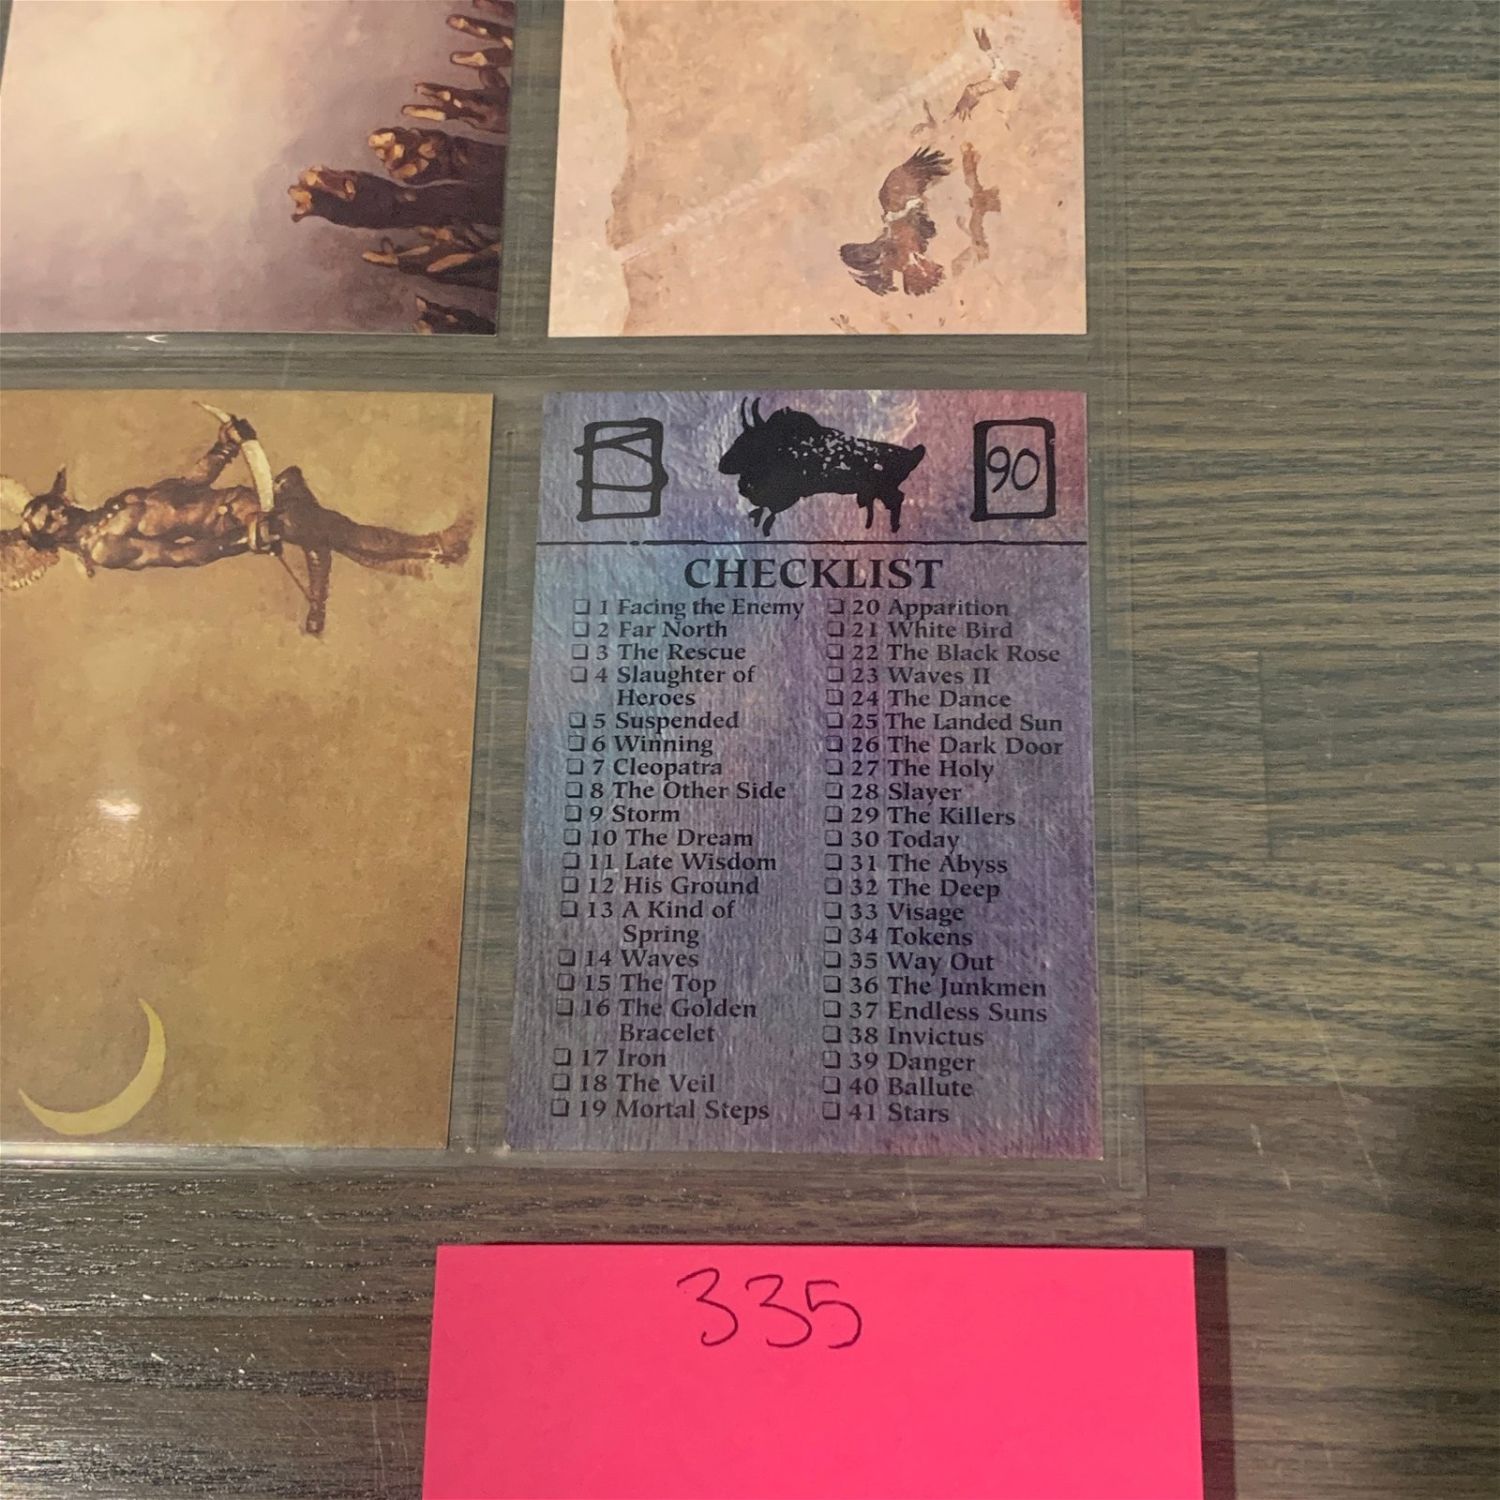 90
CHECKLIST
❏ 1 Facing the Enemy
❏ 2 Far North
❏ 3 The Rescue
❏ 4 Slaughter of
Heroes
❏ 5 Suspended
❏ 6 Winning
❏ 7 Cleopatra
❏ 8 The Other Side
❏ 9 Storm
❏ 10 The Dream
❏ 11 Late Wisdom
❏ 12 His Ground
❏ 13 A Kind of
Spring
❏ 14 Waves
❏ 15 The Top
❏ 16 The Golden
Bracelet
❏ 17 Iron
❏ 18 The Veil
❏ 19 Mortal Steps
❏ 20 Apparition
❏ 21 White Bird
❏ 22 The Black Rose
❏ 23 Waves II
❏ 24 The Dance
❏ 25 The Landed Sun
❏ 26 The Dark Door
❏ 27 The Holy
❏ 28 Slayer
❏ 29 The Killers
❏ 30 Today
❏ 31 The Abyss
❏ 32 The Deep
❏ 33 Visage
❏ 34 Tokens
❏ 35 Way Out
❏ 36 The Junkmen
❏ 37 Endless Suns
❏ 38 Invictus
❏ 39 Danger
❏ 40 Ballute
❏ 41 Stars
335